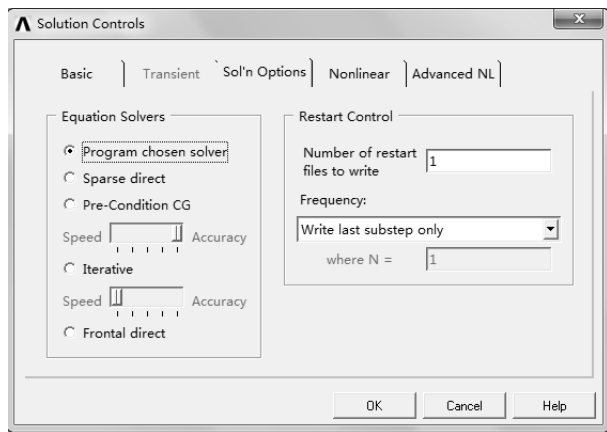 Solution Controls
X
Basic
Transient
Sol'n Options
Nonlinear
Advanced NL
Equation Solvers
Program chosen solver
Sparse direct
Pre-Condition CG
Speed
Accuracy
Iterative
Speed
Accuracy
Frontal direct
Restart Control
Number of restart
files to write
1
Frequency:
Write last substep only
where N =
1
OK
Cancel
Help